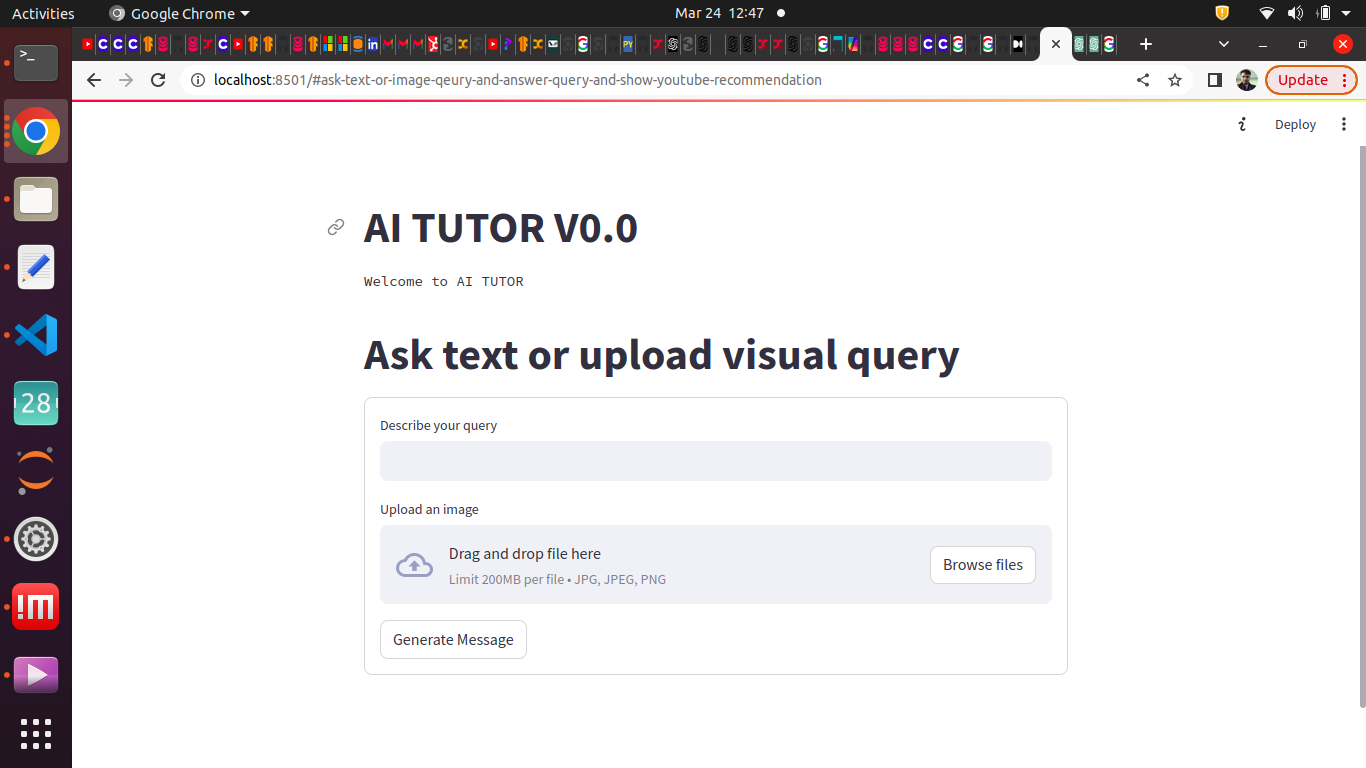 Activities
Google Chrome
Mar 24 12:47
localhost:8501/#ask-text-or-image-qeury-and-answer-query-and-show-youtube-recommendation
Update
Deploy
AI TUTOR V0.0
Welcome to AI TUTOR
Ask text or upload visual query
Describe your query
Upload an image
Drag and drop file here
Limit 200MB per file • JPG, JPEG, PNG
Browse files
Generate Message
28